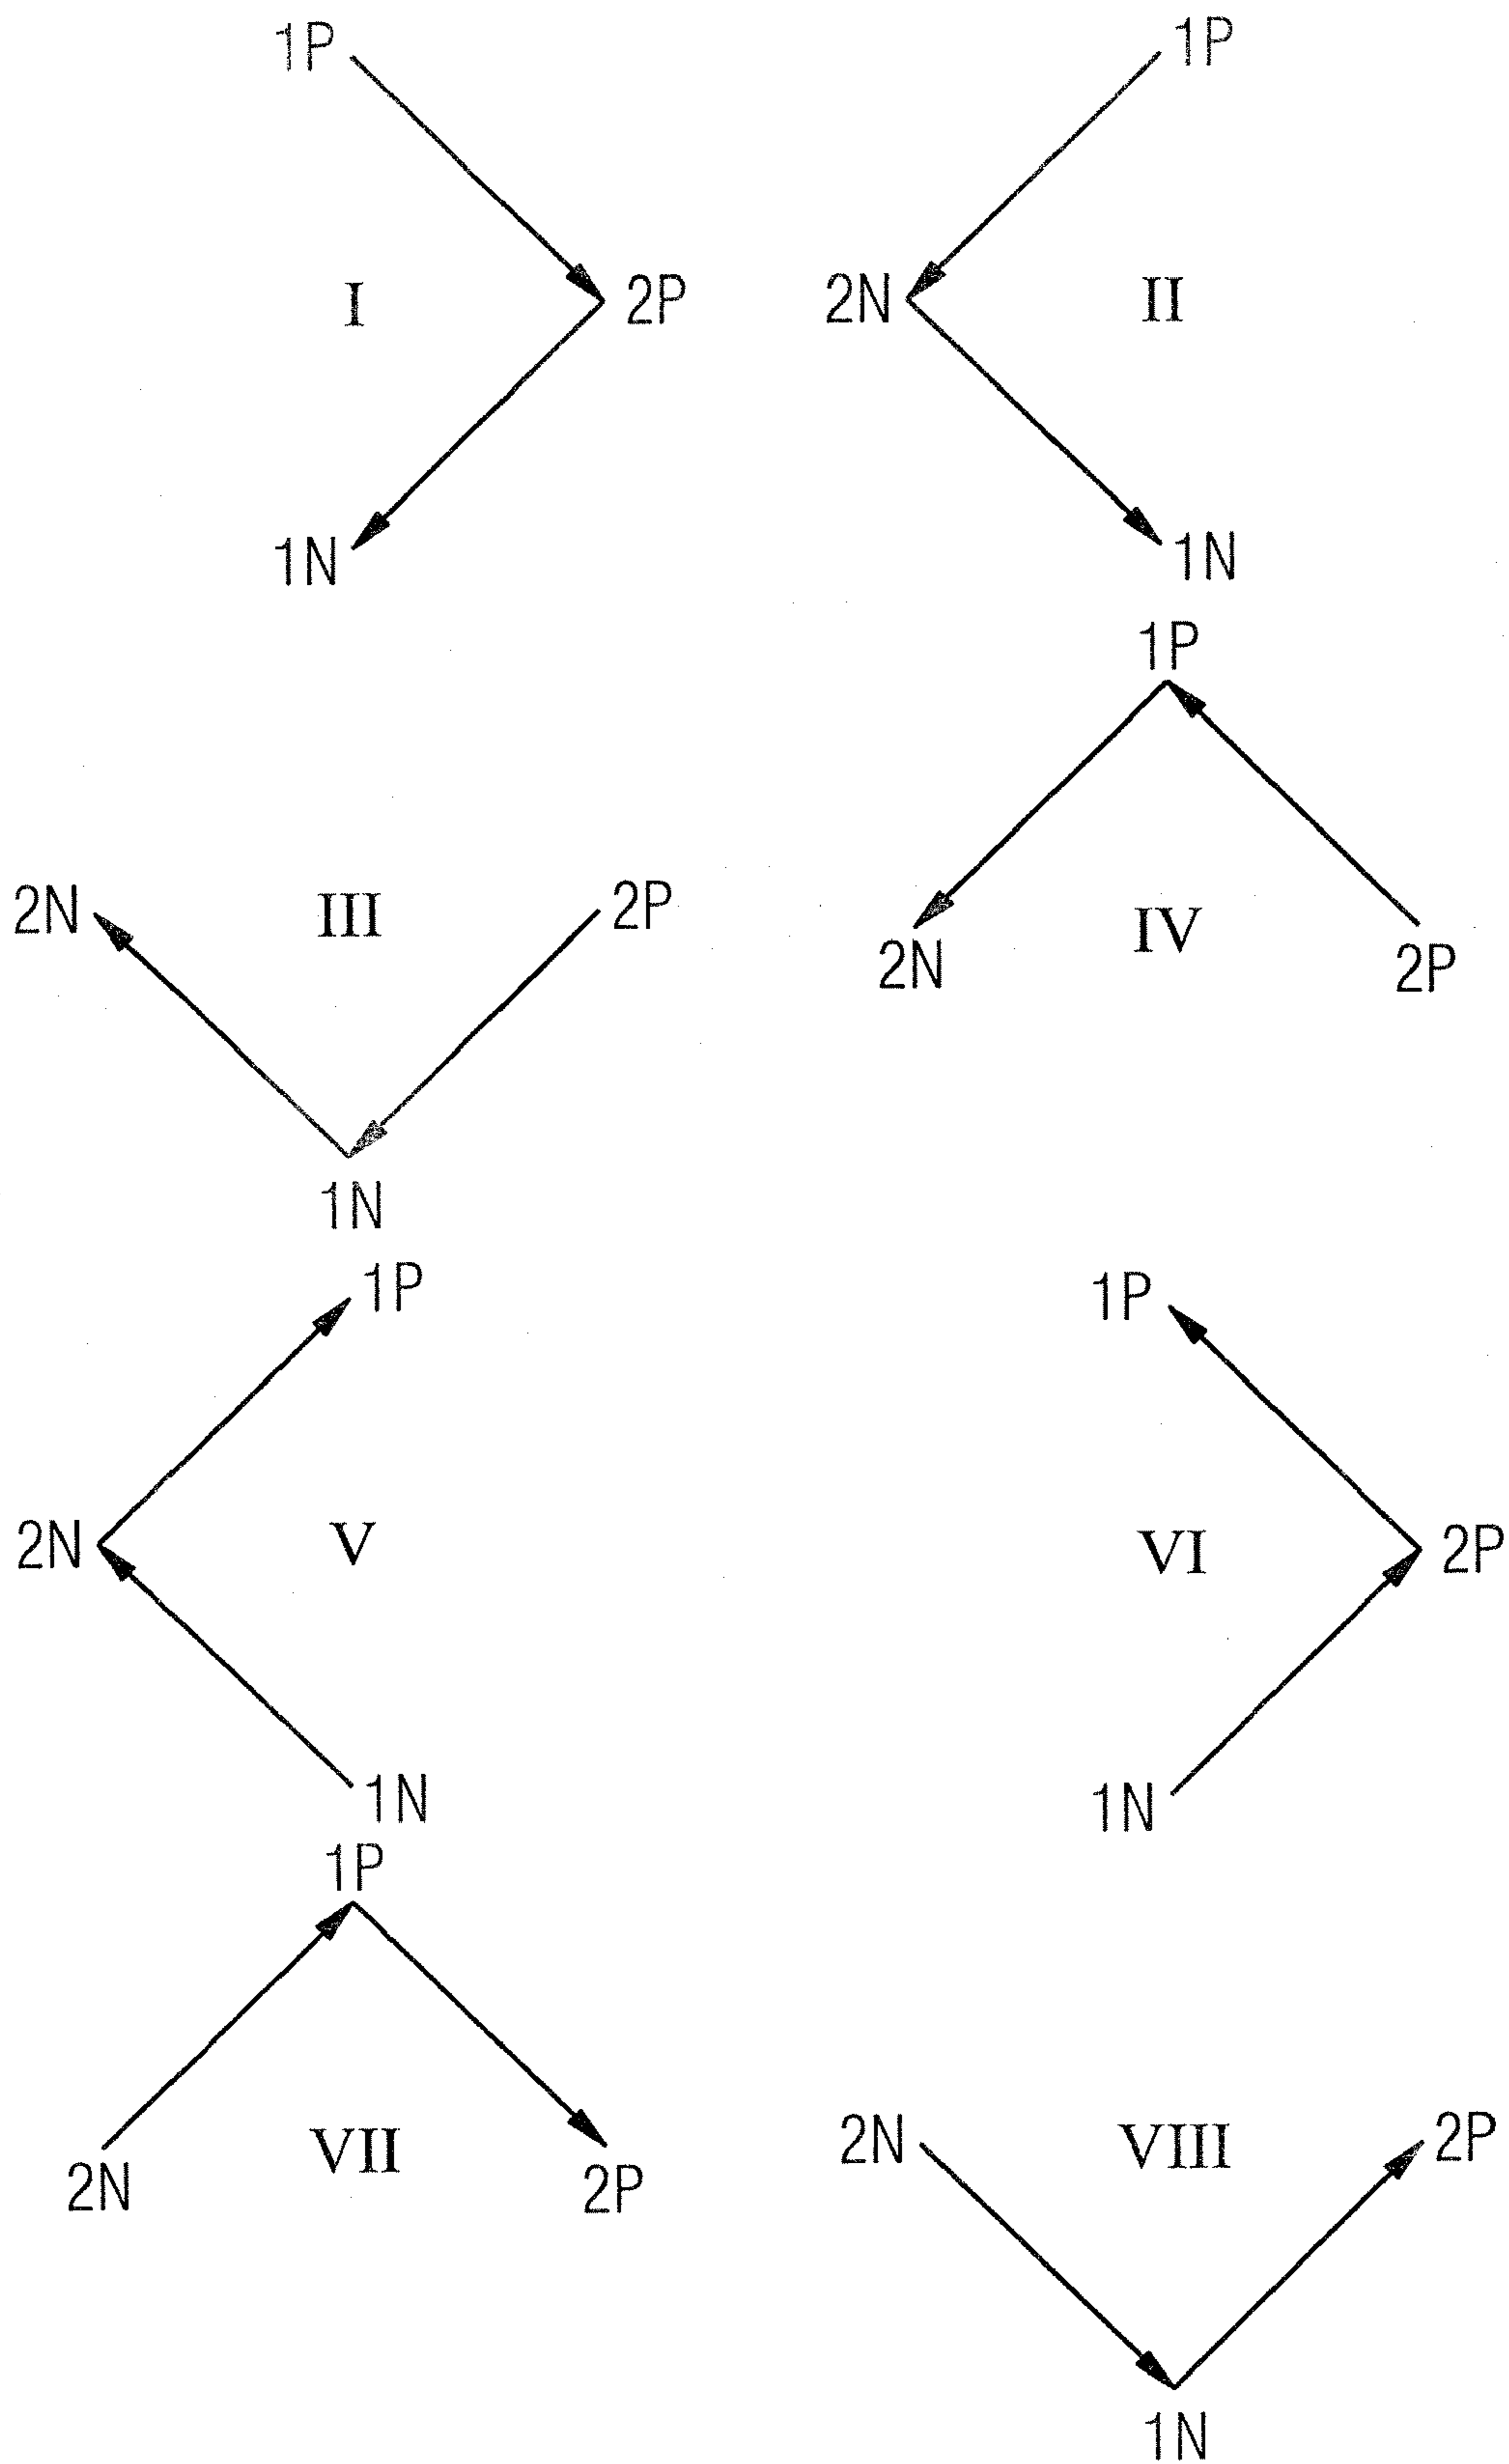 1P 1P
I 2P 2N II
1N 1N
1P
2N III 2P
2N IV 2P
1N
1P 1P
2N V VI 2P
1N 1N
1P
2N VIII 2P
2N VII 2P
1N